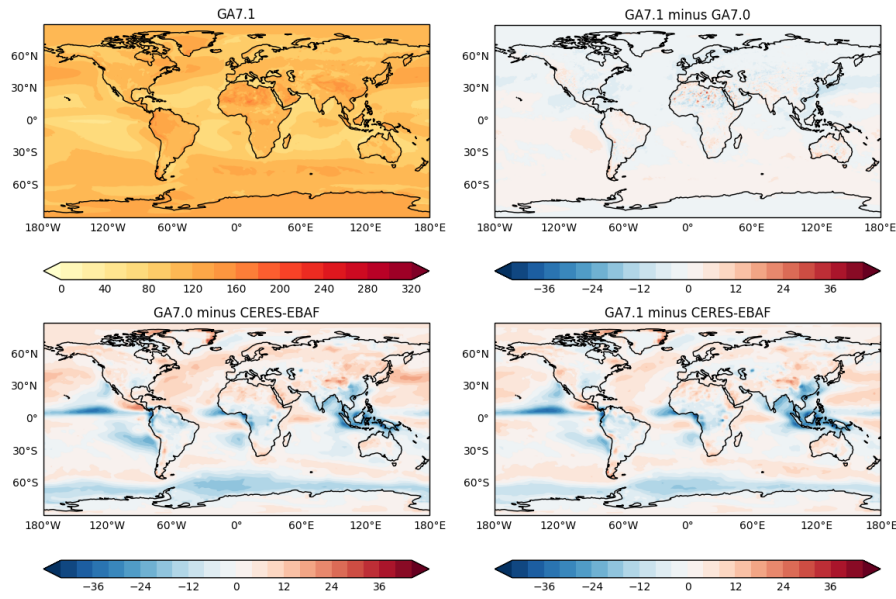 GA7.1
GA7.1 minus GA7.0
60°N 60°N
30°N 30°N
0° 0°
30°S 30°S
60°S 60°S
180°W 120°W 60°W 0° 60°E 120°E 180°E 180°W 120°W 60°W 0° 60°E 120°E 180°E
0 40 80 120 160 200 240 280 320 −36 −24 −12 0 12 24 36
GA7.0 minus CERES-EBAF
GA7.1 minus CERES-EBAF
60°N 60°N
30°N 30°N
0° 0°
30°S 30°S
60°S 60°S
180°W 120°W 60°W 0° 60°E 120°E 180°E 180°W 120°W 60°W 0° 60°E 120°E 180°E
−36 −24 −12 0 12 24 36 −36 −24 −12 0 12 24 36